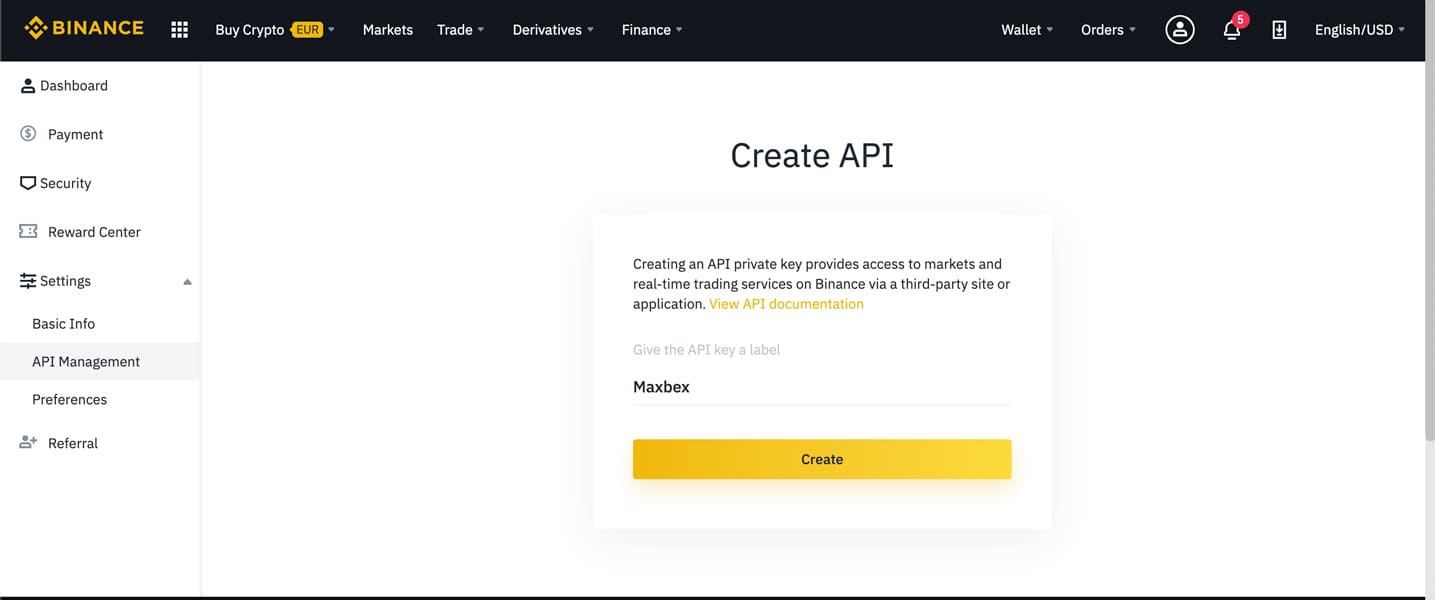 BINANCE
Buy Crypto EUR
Markets
Trade
Derivatives
Finance
Wallet
Orders
5
English/USD
Dashboard
Payment
Security
Reward Center
Settings
Basic Info
API Management
Preferences
Referral
Create API
Creating an API private key provides access to markets and
real-time trading services on Binance via a third-party site or
application. View API documentation
Give the API key a label
Maxbex
Create